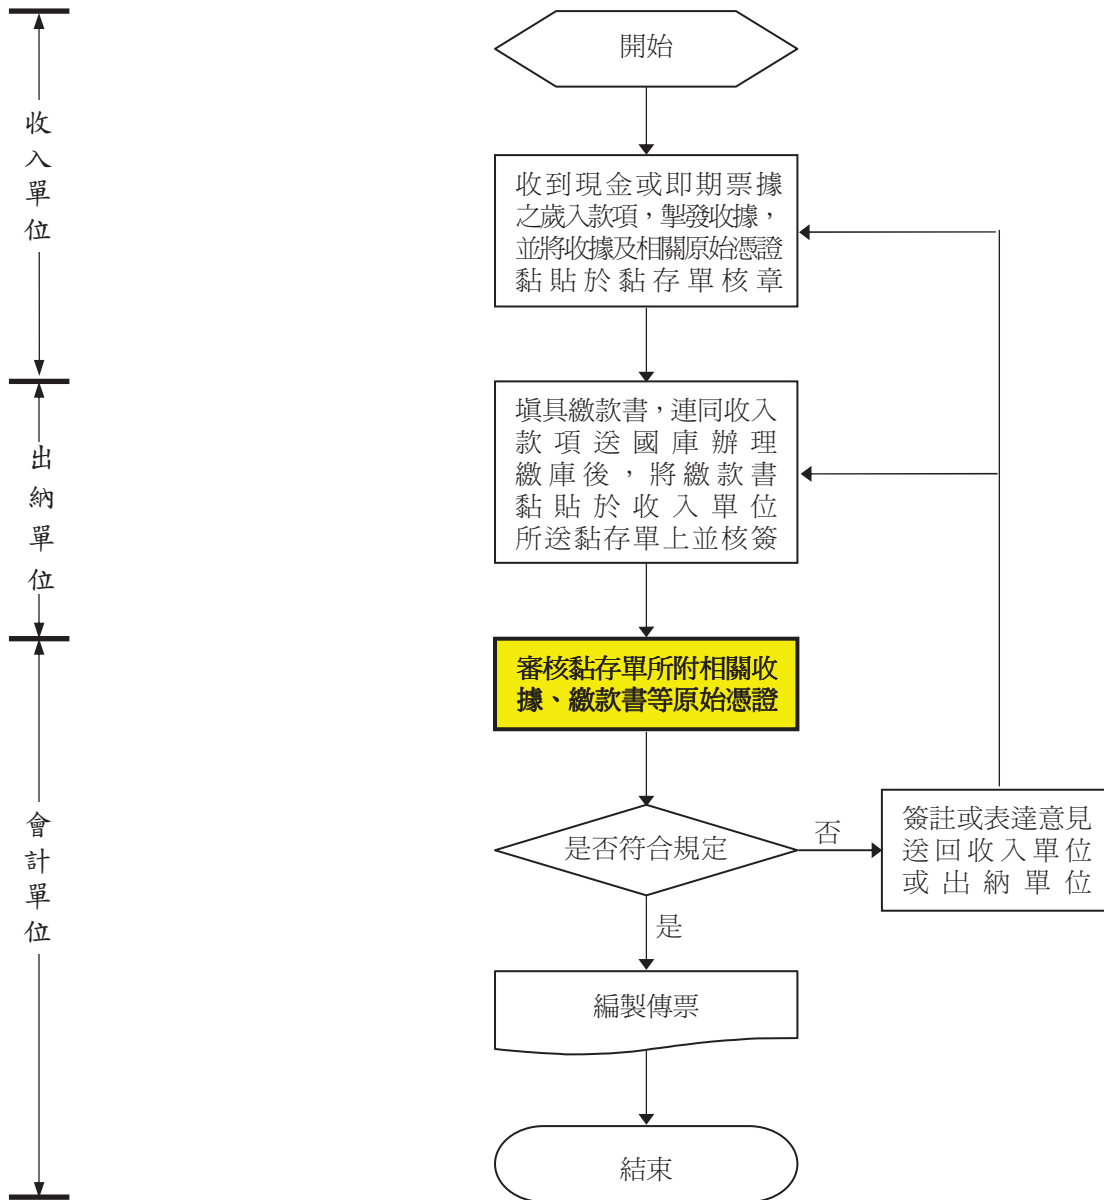 開始
收到現金或即期票據
之歲入款項，掣發收據，
並將收據及相關原始憑證
黏貼於黏存單核章
填具繳款書，連同收入
款項送國庫辦理
繳庫後，將繳款書
黏貼於收入單位
所送黏存單上並核簽
審核黏存單所附相關收
據、繳款書等原始憑證
是否符合規定
否
簽註或表達意見
送回收入單位
或出納單位
是
編製傳票
結束
收入單位
出納單位
會計單位